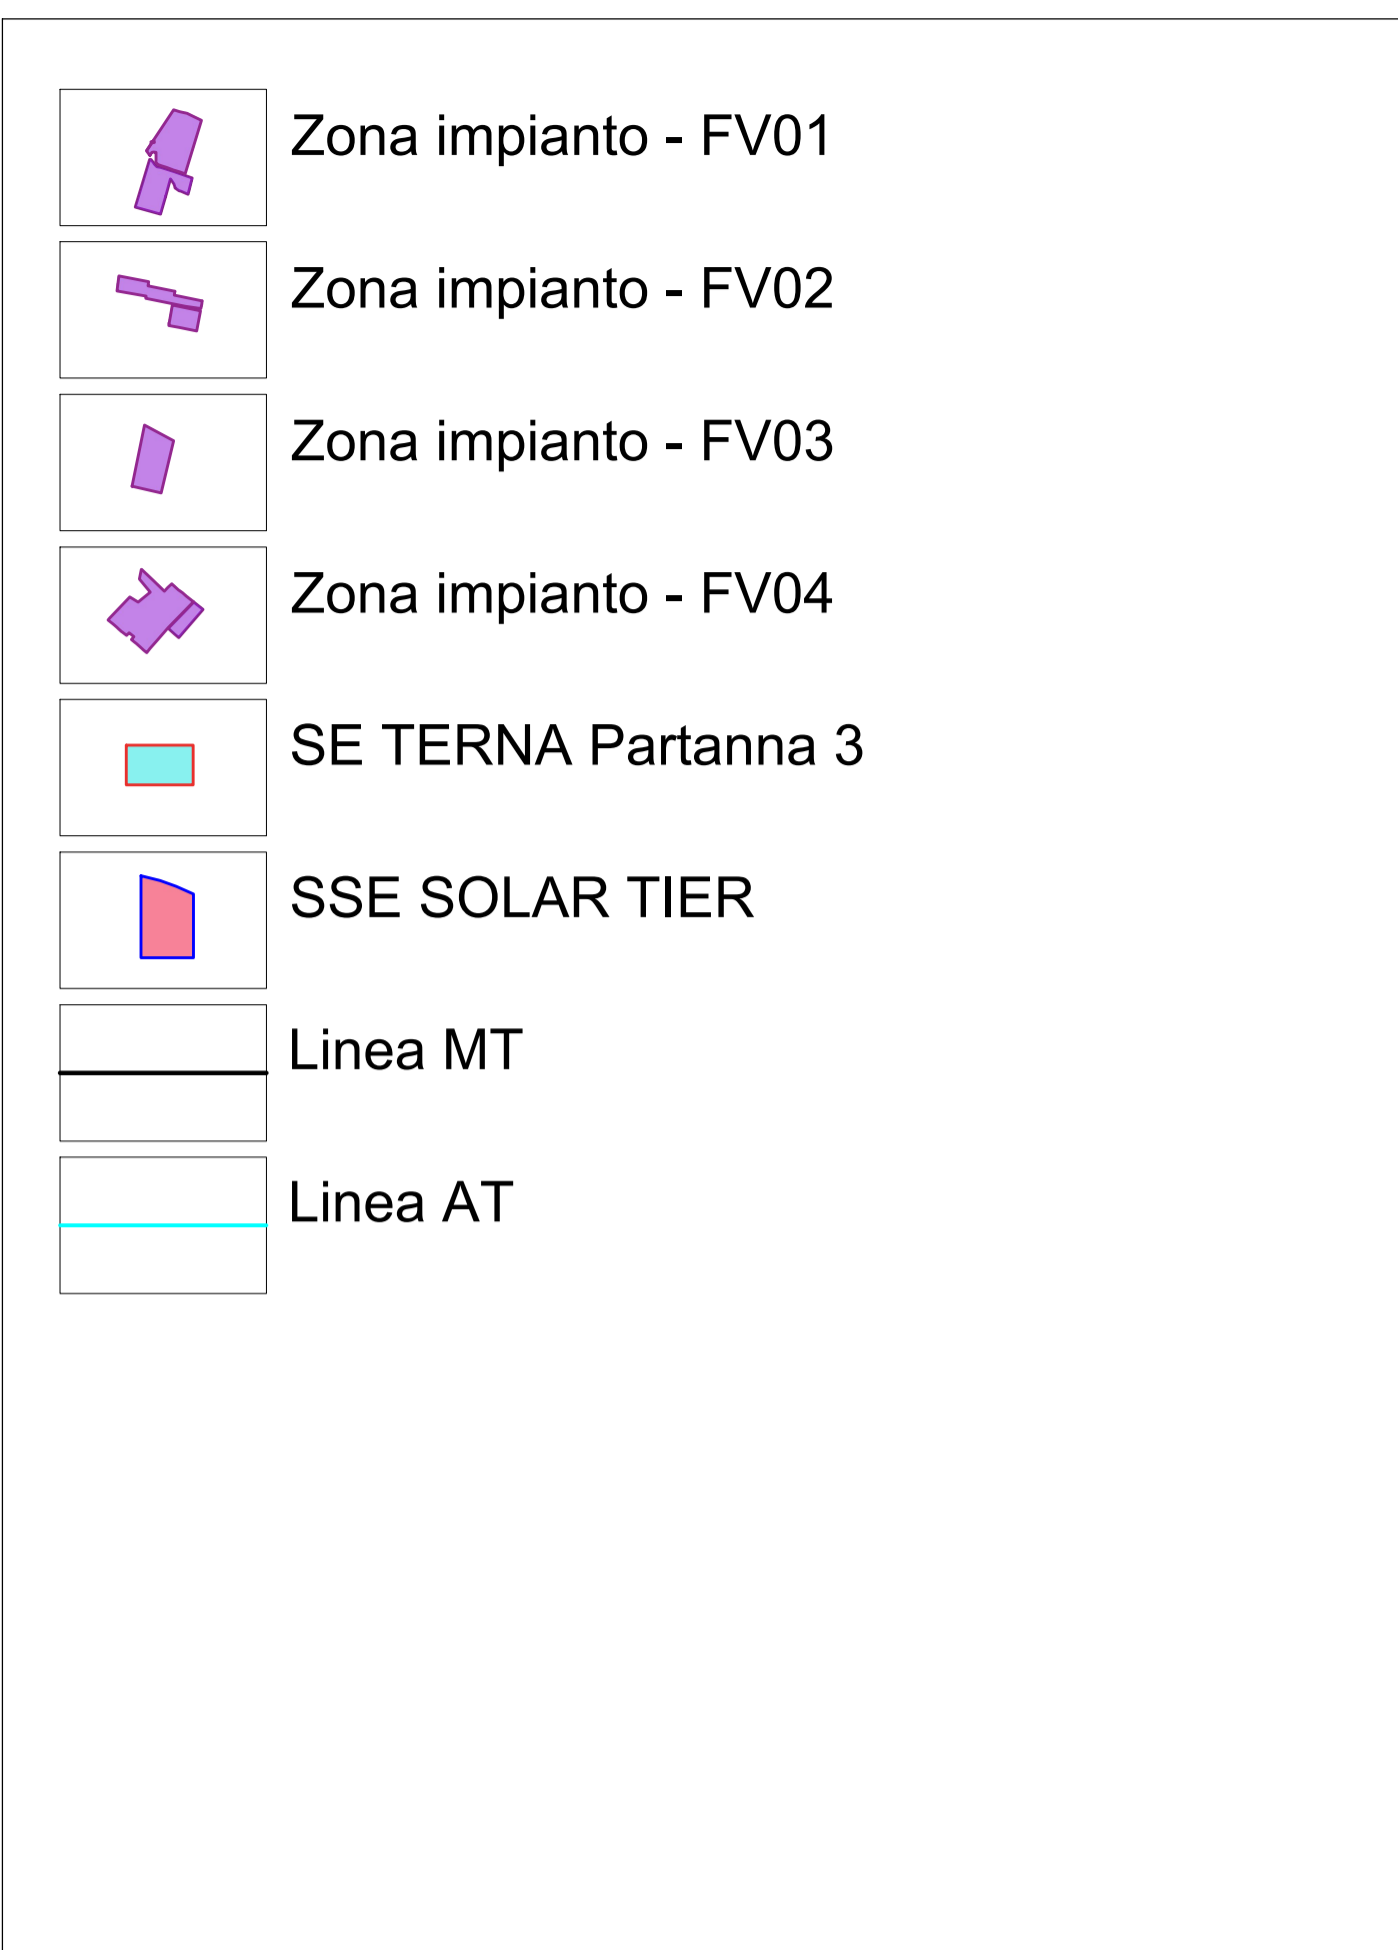 Zona impianto - FV01
Zona impianto - FV02
Zona impianto - FV03
Zona impianto - FV04
SE TERNA Partanna 3
SSE SOLAR TIER
Linea MT
Linea AT